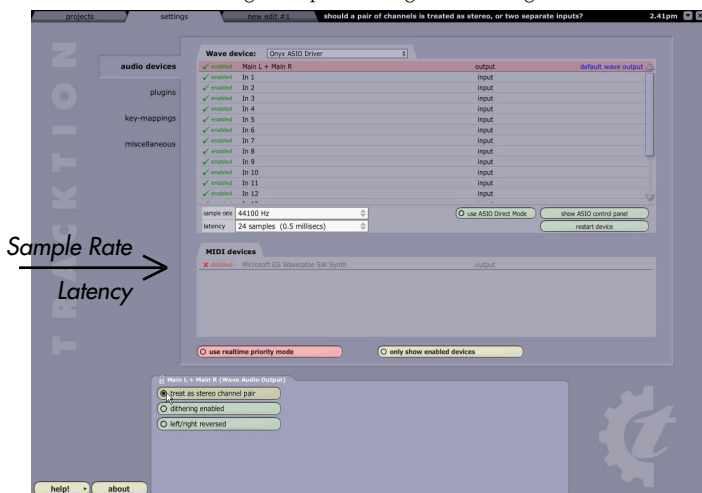 projects
settings
new edit #1
should a pair of channels is treated as stereo, or two separate inputs?
2.41pm
TRACKTION
audio devices
plugins
key-mappings
miscellaneous
Wave device: Onyx ASIO Driver
enabled Main L + Main R output default wave output
enabled In 1 input
enabled In 2 input
enabled In 3 input
enabled In 4 input
enabled In 5 input
enabled In 6 input
enabled In 7 input
enabled In 8 input
enabled In 9 input
enabled In 10 input
enabled In 11 input
enabled In 12 input
sample rate 44100 Hz
use ASIO Direct Mode
show ASIO control panel
latency 24 samples (0.5 millisecs)
restart device
Sample Rate
Latency
MIDI devices
disabled Microsoft GS Wavetable SW Synth output
use realtime priority mode
only show enabled devices
Main L + Main R (Wave Audio Output)
treat as stereo channel pair
dithering enabled
left/right reversed
help!
about